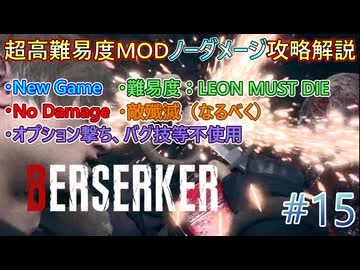 超高難易度MODノーダメージ攻略解説
・New Game ・難易度：LEON MUST DIE
・No Damage ・敵殲滅（なるべく）
・オプション撃ち、バグ技等不使用
BERSERKER
#15